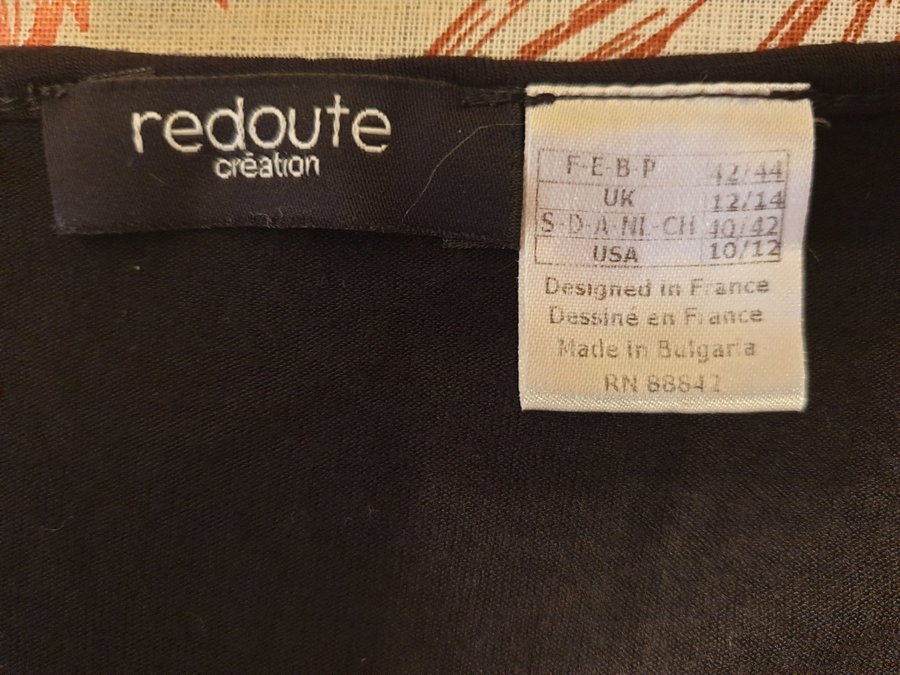 redoute
création
F-E-B-P 42/44
UK 12/14
S-D-A-NL-CH 40/42
USA 10/12
Designed in France
Dessiné en France
Made in Bulgaria
RN 88842